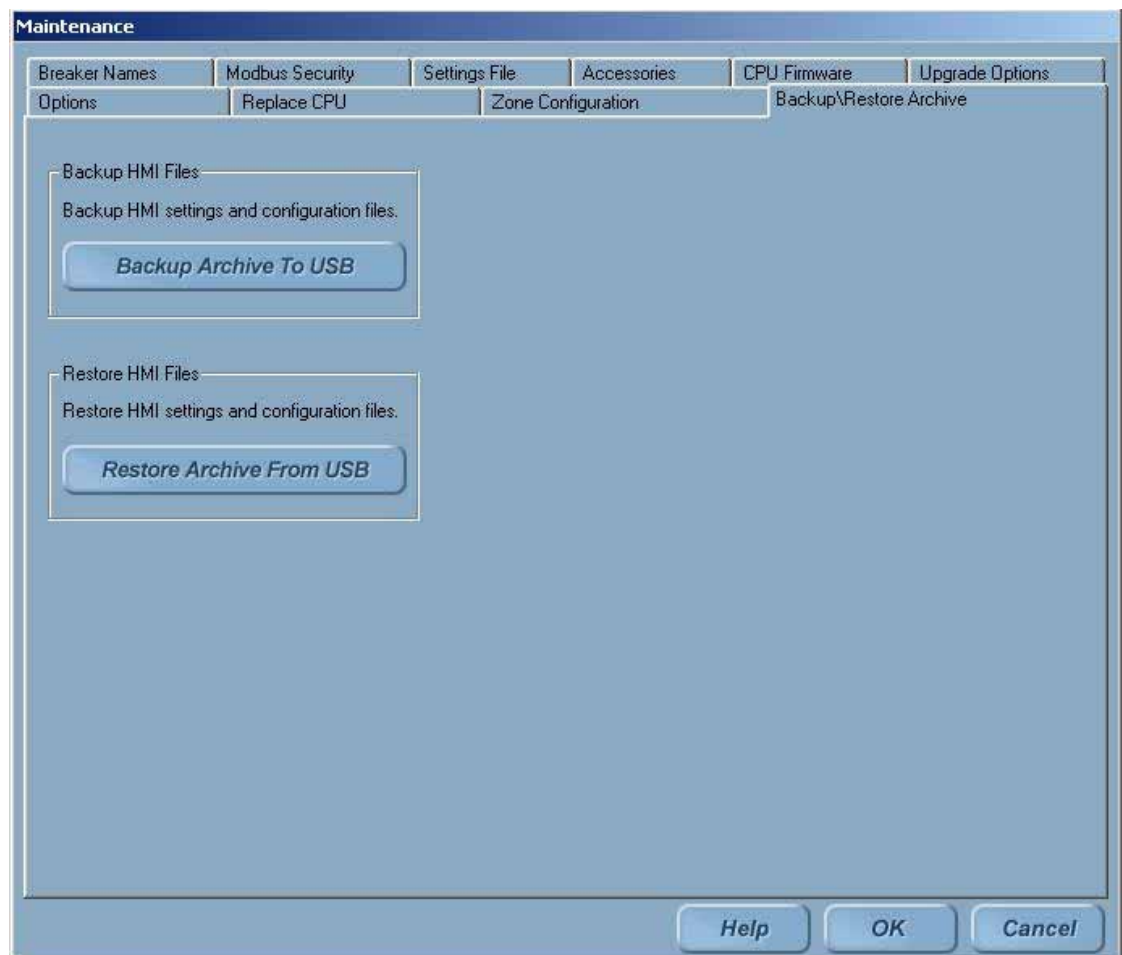 Maintenance
Breaker Names Modbus Security Settings File Accessories CPU Firmware Upgrade Options
Options Replace CPU Zone Configuration Backup\Restore Archive
Backup HMI Files
Backup HMI settings and configuration files.
Backup Archive To USB
Restore HMI Files
Restore HMI settings and configuration files.
Restore Archive From USB
Help OK Cancel